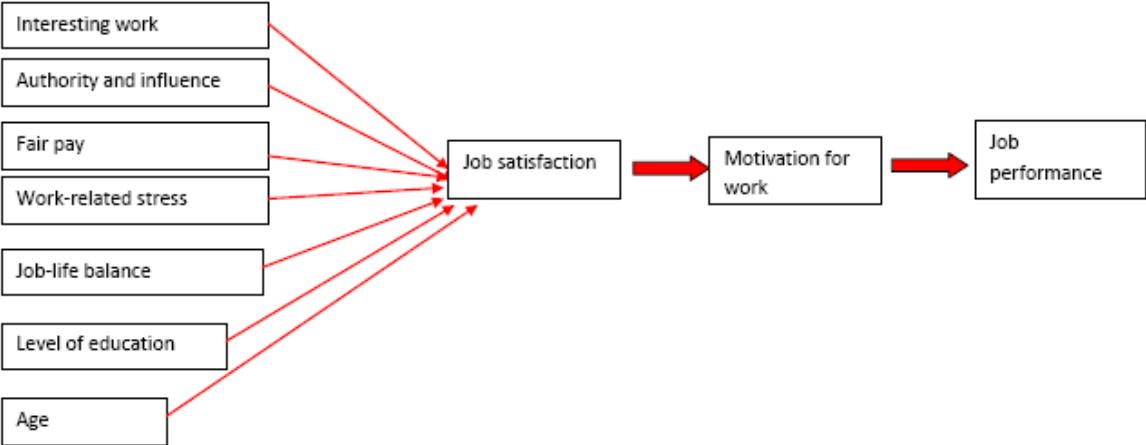 Interesting work
Authority and influence
Fair pay
Work-related stress
Job-life balance
Level of education
Age
Job satisfaction
Motivation for
work
Job
performance